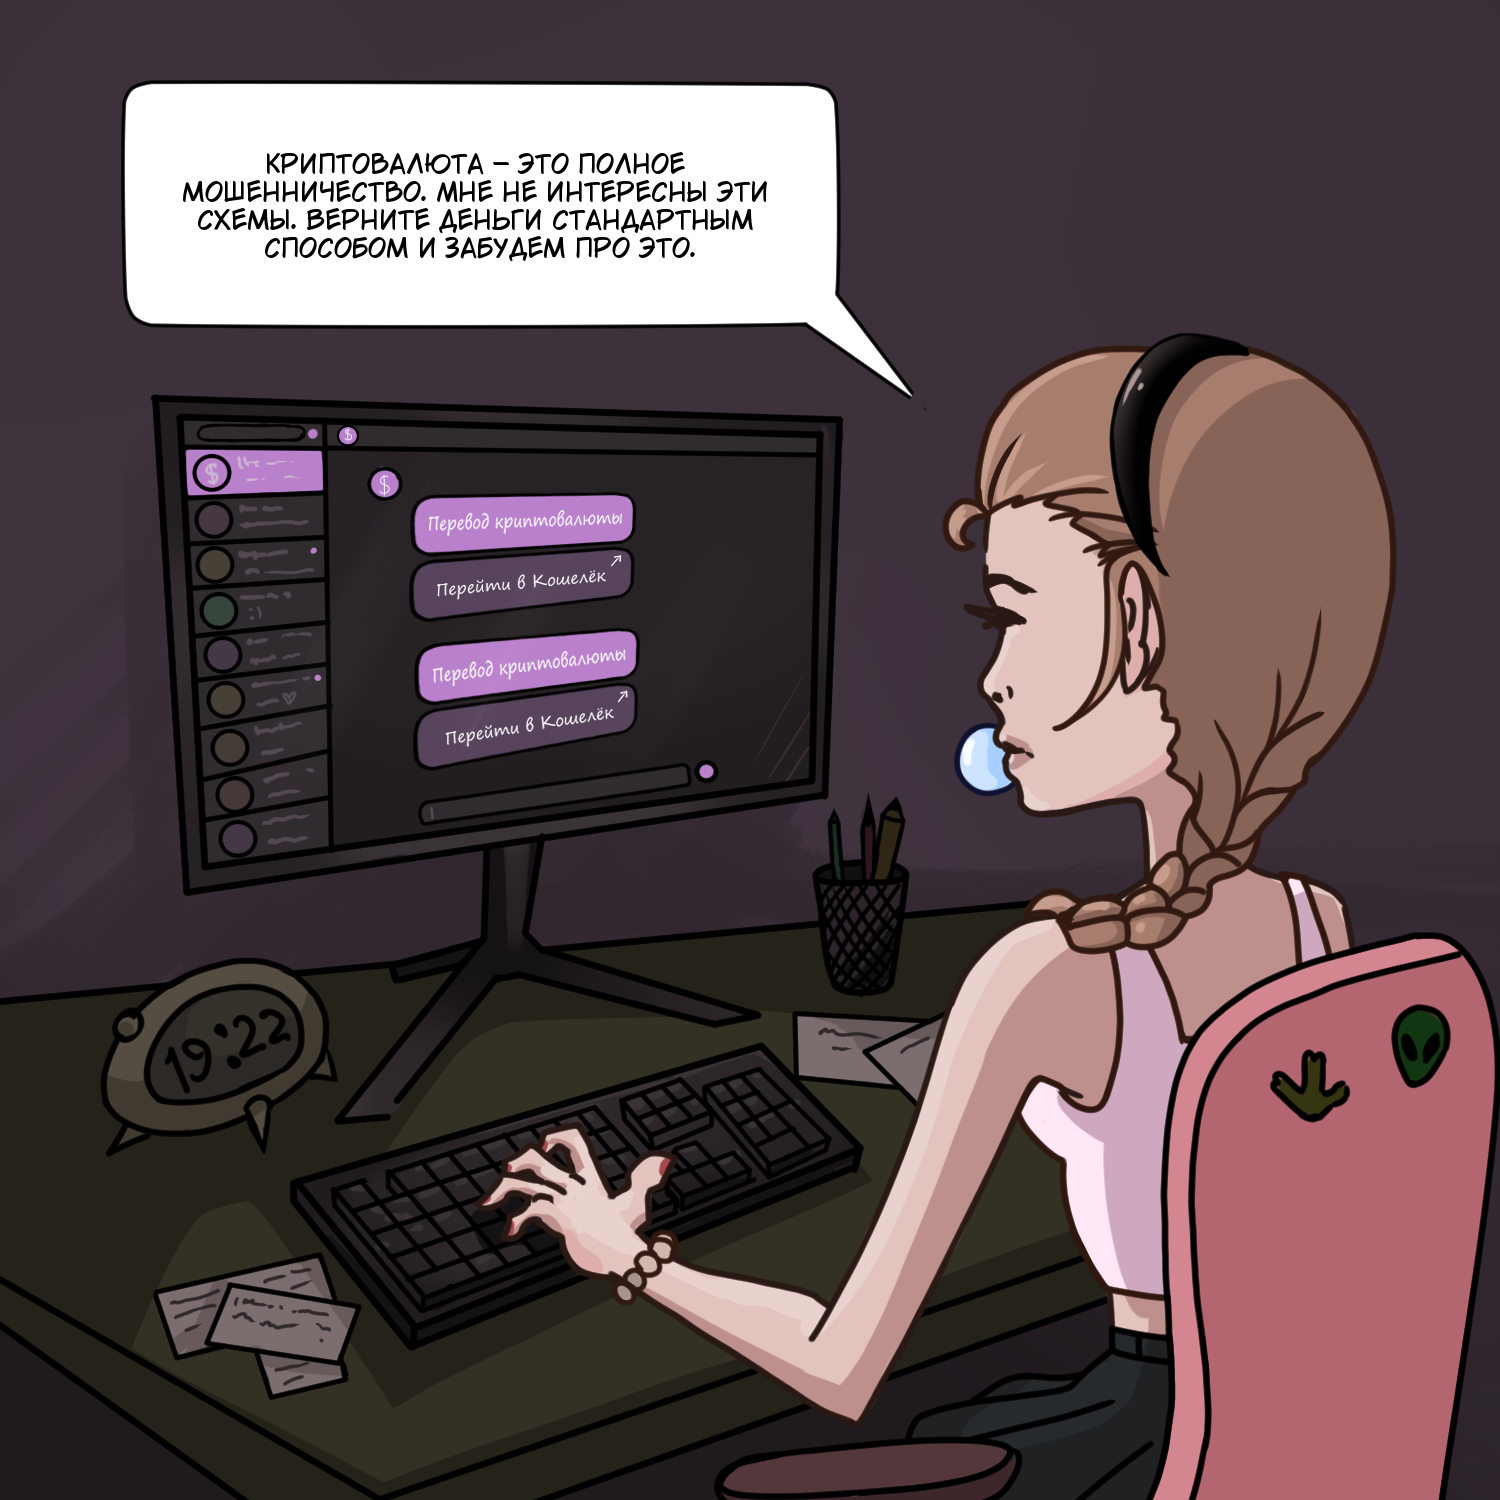 КРИПТОВАЛЮТА – ЭТО ПОЛНОЕ
МОШЕННИЧЕСТВО. МНЕ НЕ ИНТЕРЕСНЫ ЭТИ
СХЕМЫ. ВЕРНИТЕ ДЕНЬГИ СТАНДАРТНЫМ
СПОСОБОМ И ЗАБУДЕМ ПРО ЭТО.
$
$
$
Перевод криптовалюты
Перейти в Кошелёк
:)
Перевод криптовалюты
Перейти в Кошелёк
19:22